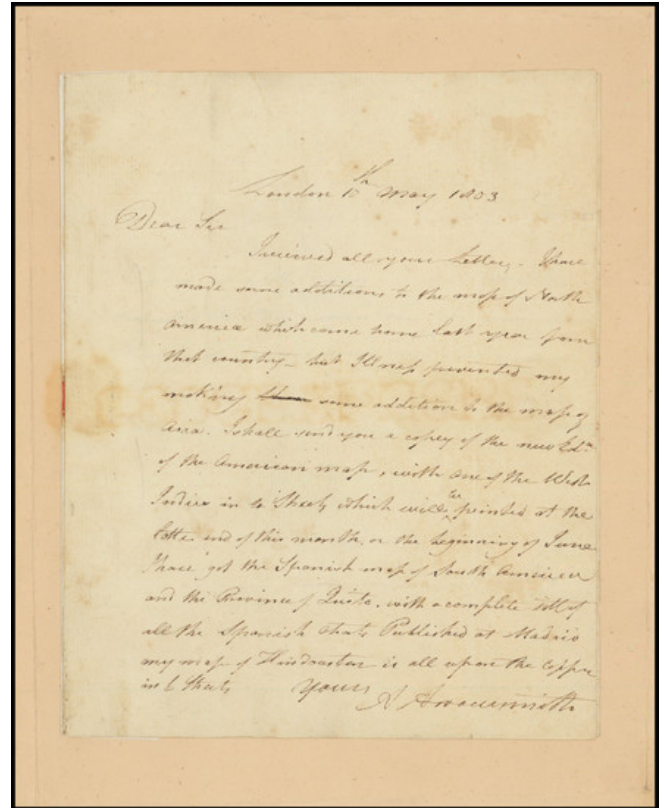 London 10th May 1803
Dear Sir
I received all your Letters. I have
made some additions to the map of North
America which came home last year from
that country – but Illness prevented my
making some addition to the map of
Asia. I shall send you a copy of the new Edn
of the American map, with one of the West
Indies in 4 Sheets which will be printed at the
end of this month, or the beginning of June
I have got the Spanish map of South America
and the Province of Quito, with a complete Sett of
all the Spanish Charts Published at Madrid
my map of Hindoostan is all upon the Copper
in 6 Sheets Yours A Arrowsmith